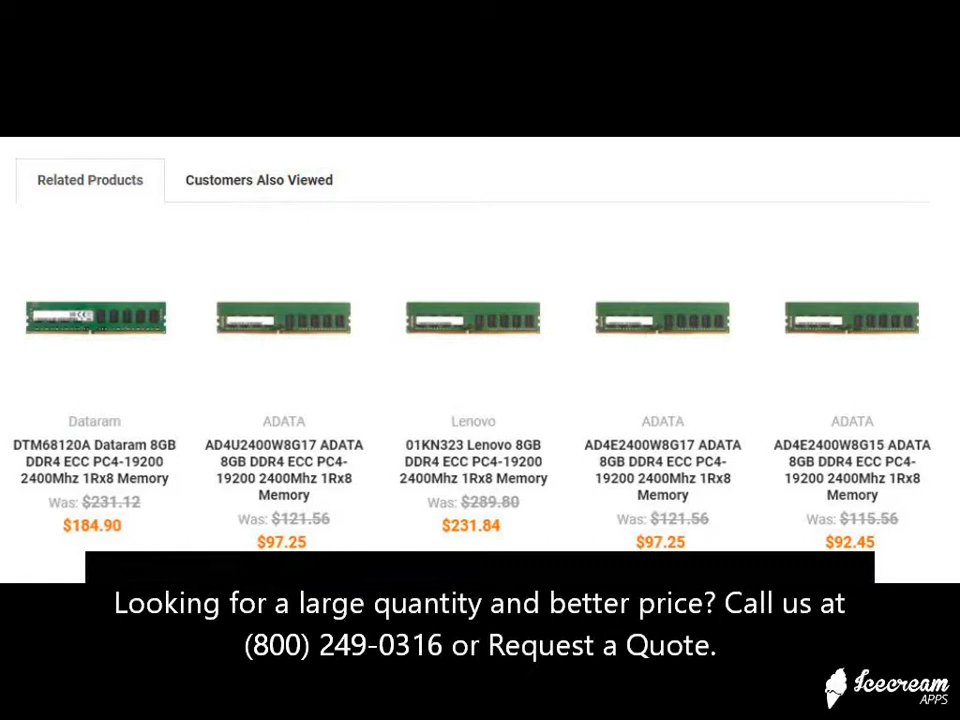 Related Products
Customers Also Viewed
Dataram
DTM68120A Dataram 8GB
DDR4 ECC PC4-19200
2400Mhz 1Rx8 Memory
Was: $231.12
$184.90
ADATA
AD4U2400W8G17 ADATA
8GB DDR4 ECC PC4-
19200 2400Mhz 1Rx8
Memory
Was: $121.56
$97.25
Lenovo
01KN323 Lenovo 8GB
DDR4 ECC PC4-19200
2400Mhz 1Rx8 Memory
Was: $289.80
$231.84
ADATA
AD4E2400W8G17 ADATA
8GB DDR4 ECC PC4-
19200 2400Mhz 1Rx8
Memory
Was: $121.56
$97.25
ADATA
AD4E2400W8G15 ADATA
8GB DDR4 ECC PC4-
19200 2400Mhz 1Rx8
Memory
Was: $115.56
$92.45
Looking for a large quantity and better price? Call us at
(800) 249-0316 or Request a Quote.
Icecream
APPS